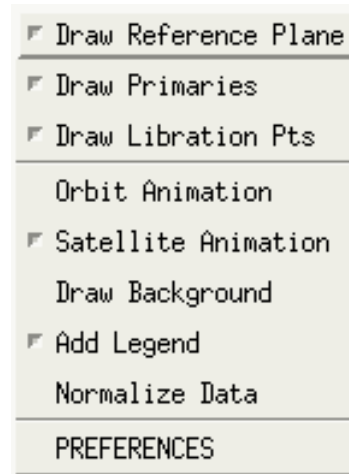 Draw Reference Plane
Draw Primaries
Draw Libration Pts
Orbit Animation
Satellite Animation
Draw Background
Add Legend
Normalize Data
PREFERENCES